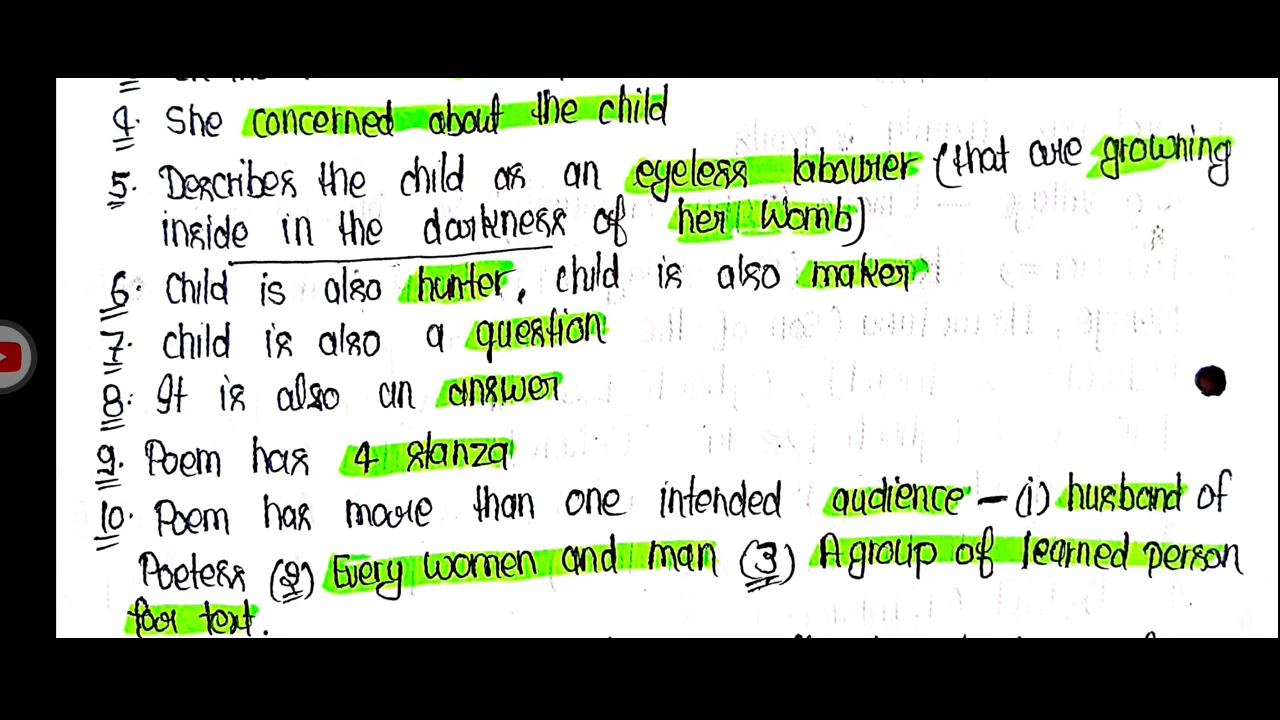 4. She concerned about the child
5. Describes the child as an eyeless labourer (that are growning
inside in the darkness of her womb)
6. Child is also hunter, child is also maker
7. child is also a question
8. It is also an answer
9. Poem has 4 stanza
10. Poem has more than one intended audience - (1) husband of
Poetess (2) Every women and man (3) A group of learned person
for text.